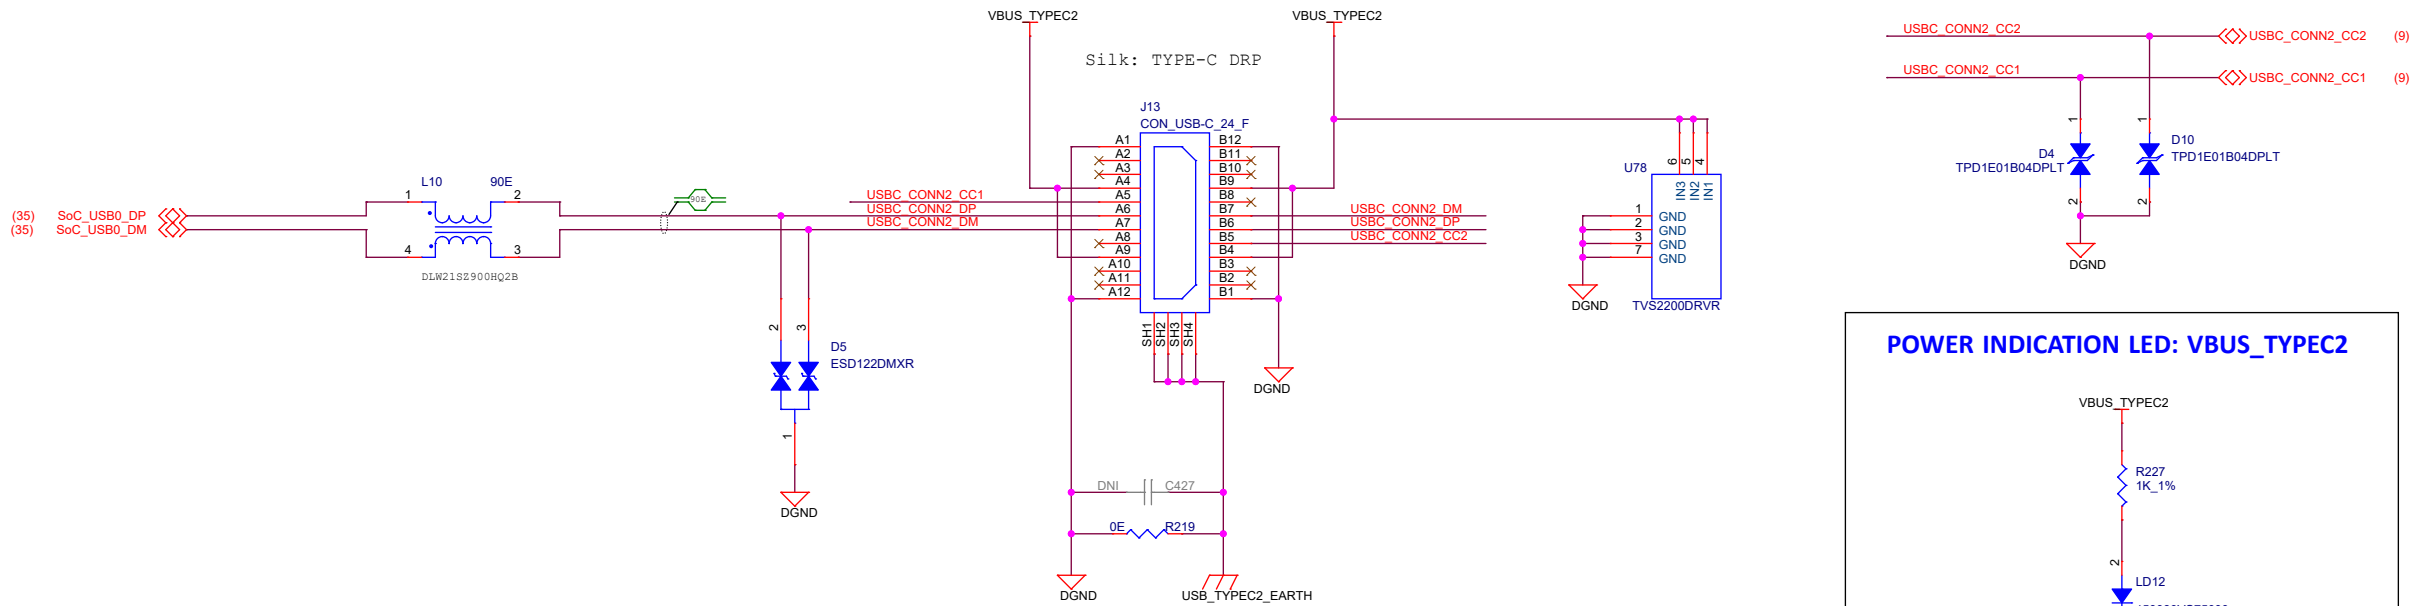 VBUS_TYPEC2
VBUS_TYPEC2
Silk: TYPE-C DRP
USBC_CONN2_CC2
USBC_CONN2_CC2 (9)
USBC_CONN2_CC1
USBC_CONN2_CC1 (9)
J13
CON_USB-C_24_F
A1
A2
A3
A4
A5
A6
A7
A8
A9
A10
A11
A12
B12
B11
B10
B9
B8
B7
B6
B5
B4
B3
B2
B1
SH1
SH2
SH3
SH4
L10
90E
1
2
4
3
DLW21SZ900HQ2B
(35) SoC_USB0_DP
(35) SoC_USB0_DM
90E
USBC_CONN2_CC1
USBC_CONN2_DP
USBC_CONN2_DM
USBC_CONN2_DM
USBC_CONN2_DP
USBC_CONN2_CC2
2
3
D5
ESD122DMXR
1
DGND
DGND
DNI
C427
0E
R219
DGND
USB_TYPEC2_EARTH
U78
6
5
4
IN3
IN2
IN1
1 GND
2 GND
3 GND
7 GND
DGND
TVS2200DRVR
1
1
D4
TPD1E01B04DPLT
D10
TPD1E01B04DPLT
2
2
DGND
POWER INDICATION LED: VBUS_TYPEC2
VBUS_TYPEC2
R227
1K_1%
2
LD12